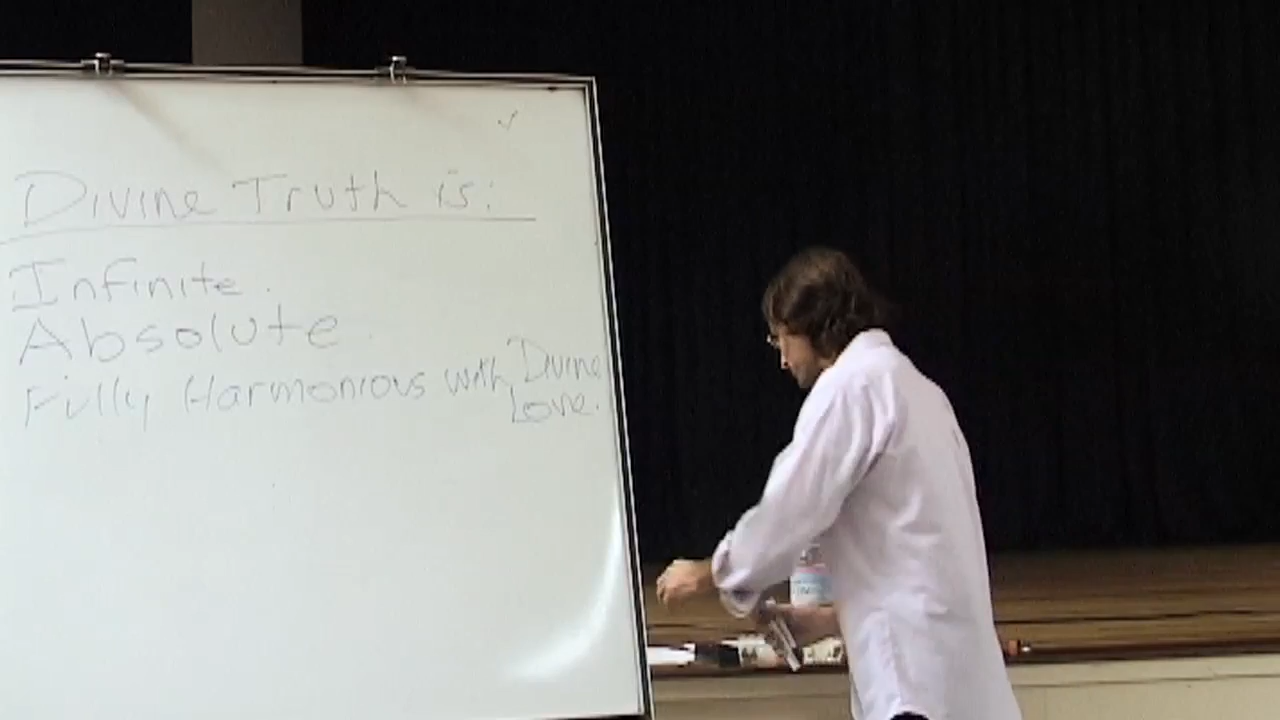 Divine Truth is:
Infinite.
Absolute.
Fully Harmonious with Divine
Love.